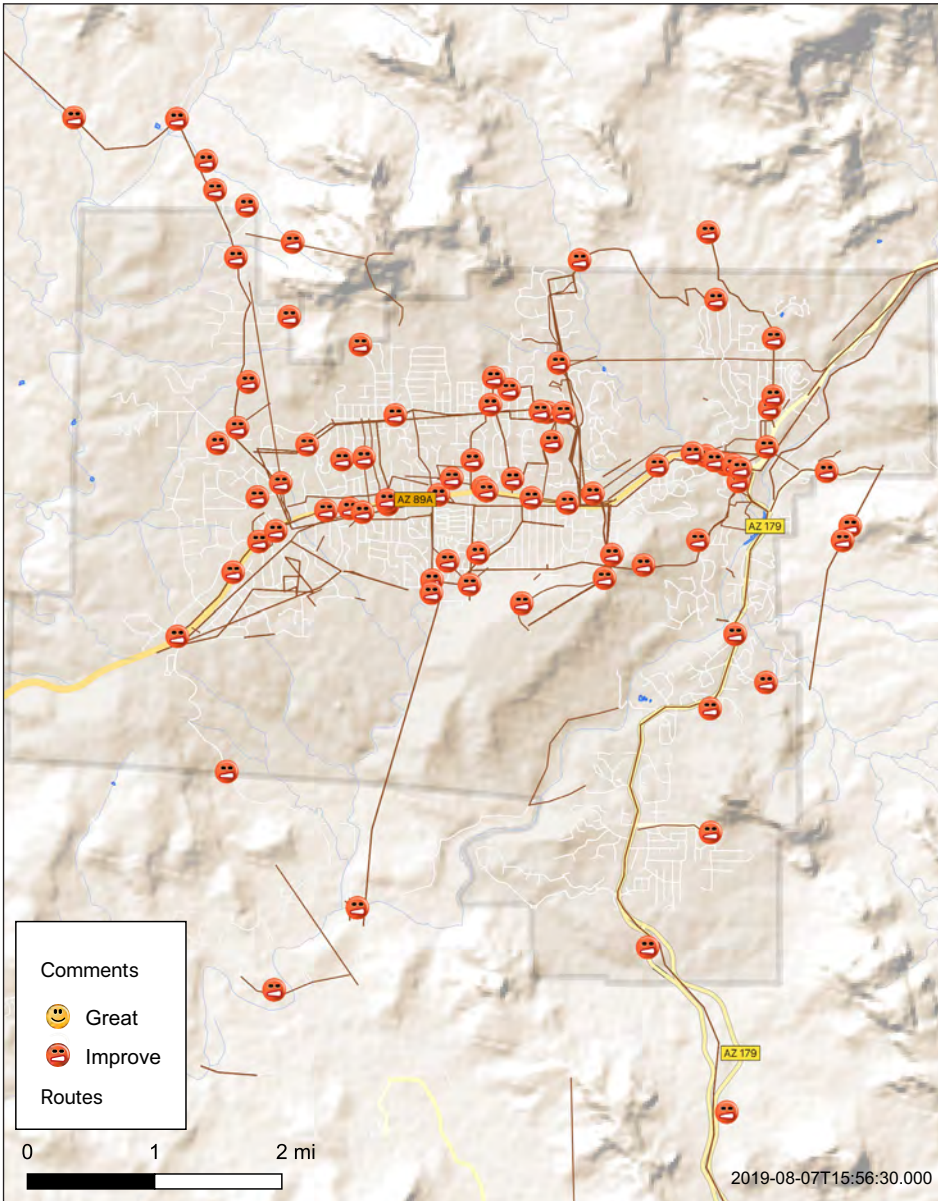 AZ 89A
AZ 179
Comments
Great
Improve
Routes
AZ 179
0 1 2 mi
2019-08-07T15:56:30.000